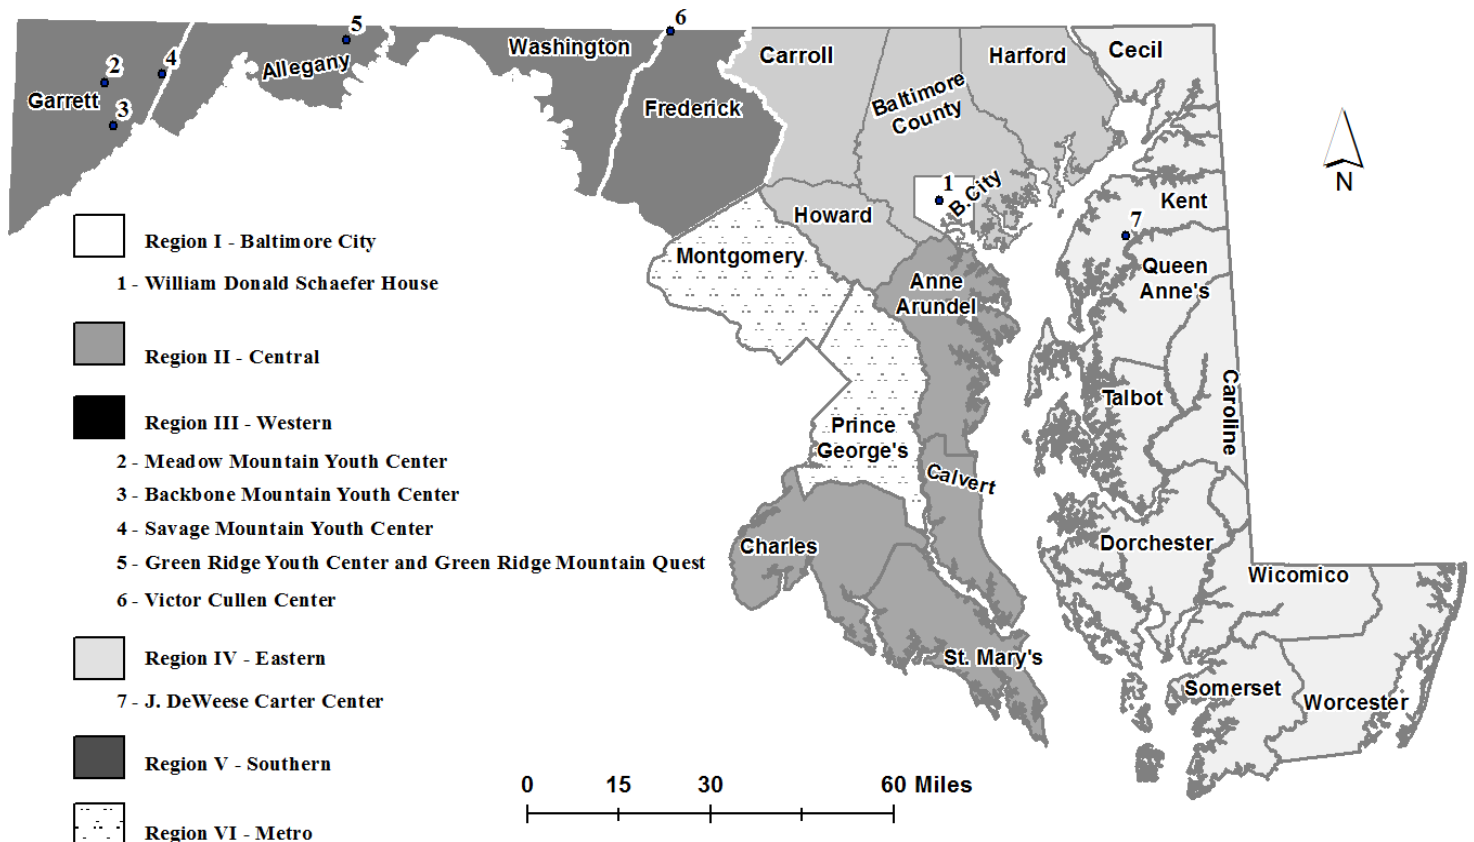 5
6
4
2
3
Garrett
Allegany
Washington
Frederick
Carroll
Baltimore
County
Harford
Cecil
1
B.City
Howard
Montgomery
Anne
Arundel
Prince
George's
Calvert
Charles
St. Mary's
7
Kent
Queen
Anne's
Talbot
Caroline
Dorchester
Wicomico
Somerset
Worcester
N
Region I - Baltimore City
1 - William Donald Schaefer House
Region II - Central
Region III - Western
2 - Meadow Mountain Youth Center
3 - Backbone Mountain Youth Center
4 - Savage Mountain Youth Center
5 - Green Ridge Youth Center and Green Ridge Mountain Quest
6 - Victor Cullen Center
Region IV - Eastern
7 - J. DeWeese Carter Center
Region V - Southern
Region VI - Metro
0 15 30 60 Miles